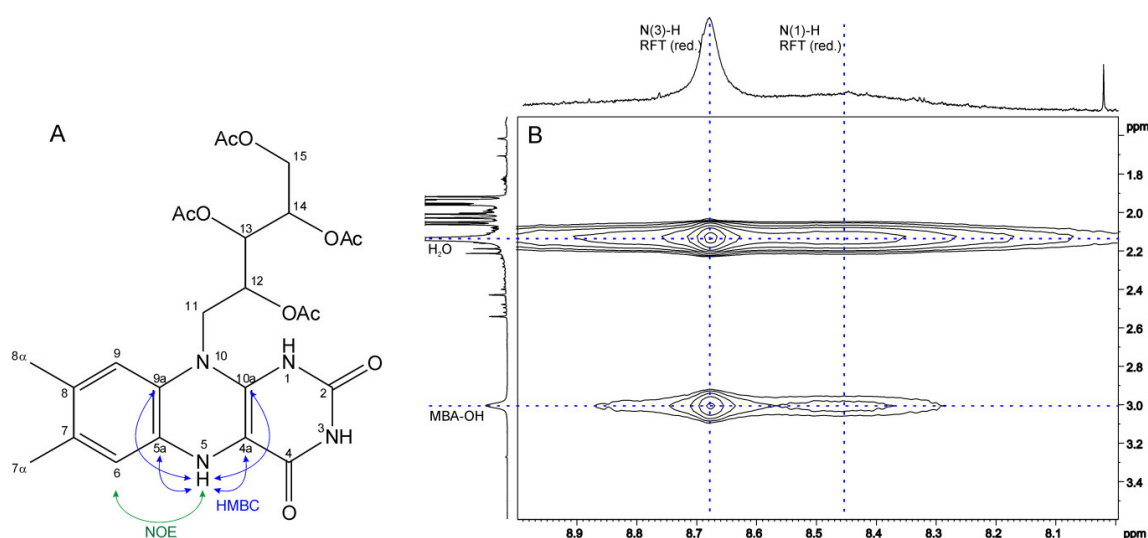 A
AcO
15
14
AcO
13
OAc
12
11
OAc
8α
9
N
10
H
N
1
O
9a
10a
8
2
7
5a
5
4a
4
3
NH
7α
6
N
H
O
HMBC
NOE
N(3)-H
RFT (red.)
N(1)-H
RFT (red.)
B
ppm
1.8
2.0
H₂O
2.2
2.4
2.6
2.8
MBA-OH
3.0
3.2
3.4
8.9 8.8 8.7 8.6 8.5 8.4 8.3 8.2 8.1 ppm